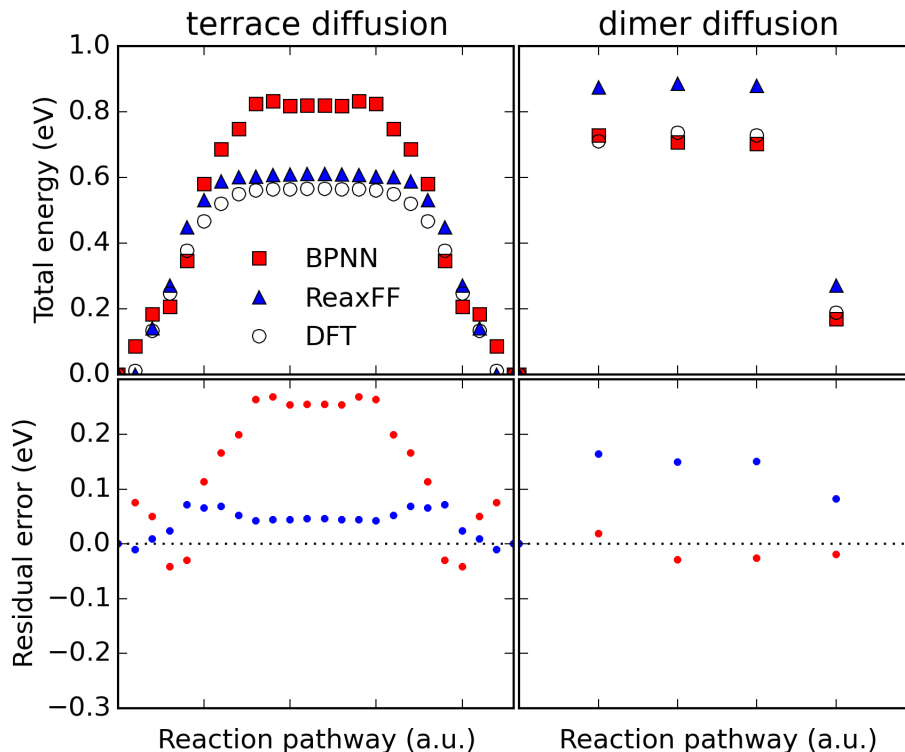 terrace diffusion
dimer diffusion
Total energy (eV)
1.0
0.8
0.6
0.4
0.2
0.0
BPNN
ReaxFF
DFT
Residual error (eV)
0.2
0.1
0.0
−0.1
−0.2
−0.3
Reaction pathway (a.u.)
Reaction pathway (a.u.)